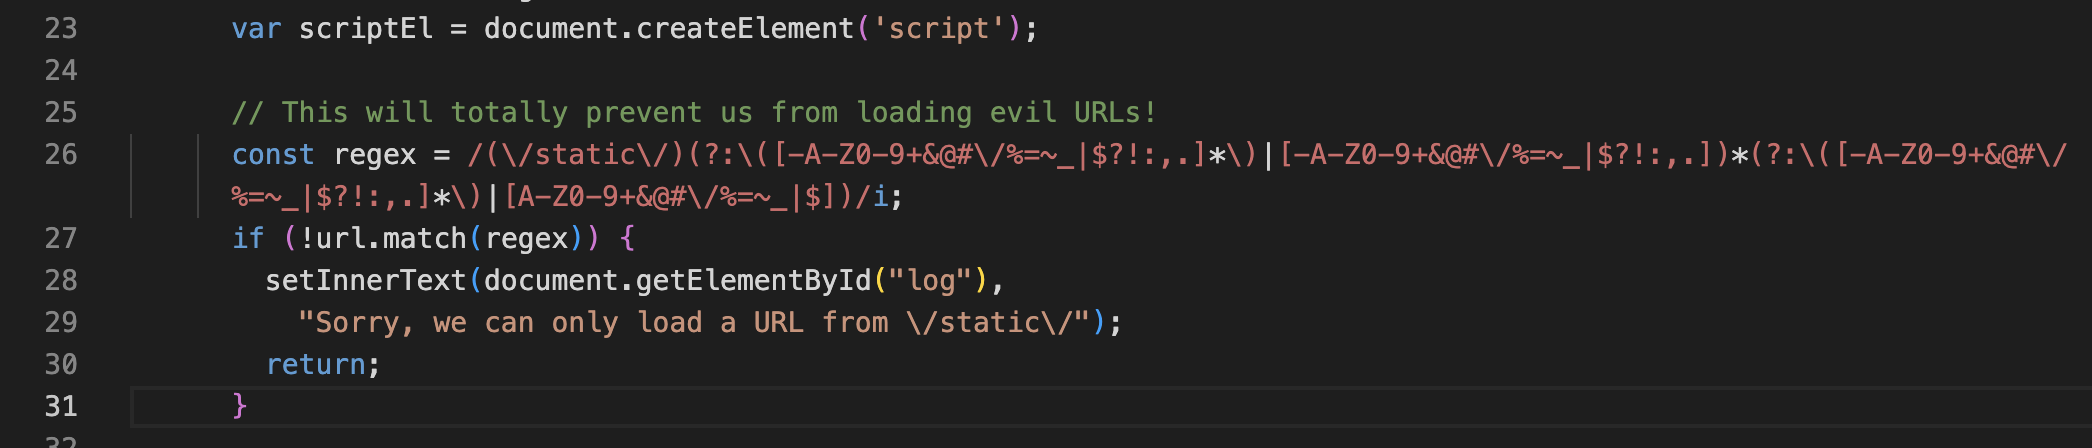 23 var scriptEl = document.createElement('script');
24
25 // This will totally prevent us from loading evil URLs!
26 const regex = /(\/static\/)(?:\([-A-Z0-9+&@#\/%=~_|$?!:,.]*\)|[-A-Z0-9+&@#\/%=~_|$?!:,.])*(?:\([-A-Z0-9+&@#\/
%=~_|$?!:,.]*\)|[A-Z0-9+&@#\/%=~_|$])/i;
27 if (!url.match(regex)) {
28 setInnerText(document.getElementById("log"),
29 "Sorry, we can only load a URL from \/static\/");
30 return;
31 }
32